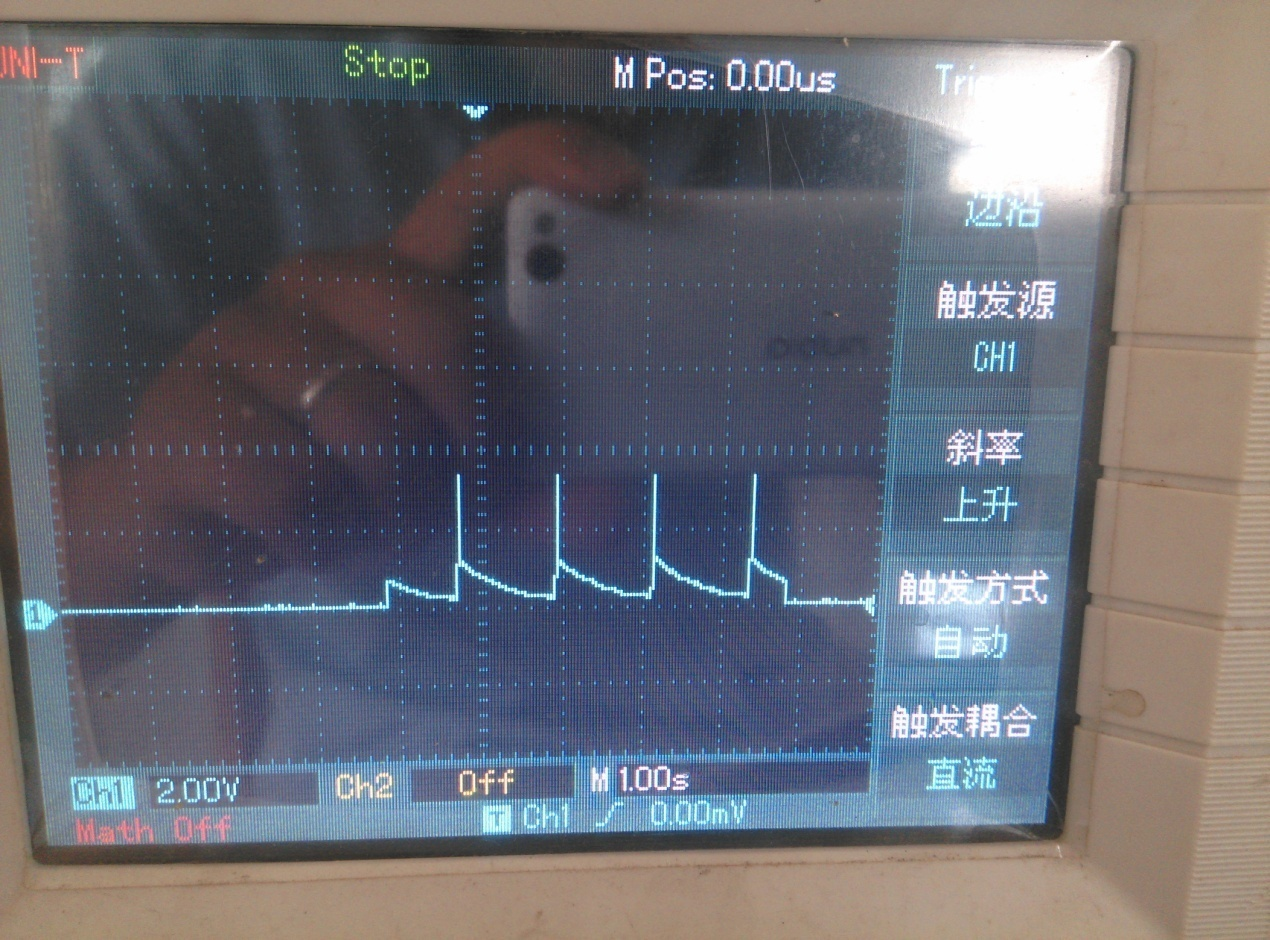 UNI-T Stop M Pos: 0.00us
边沿
触发源
CH1
斜率
上升
触发方式
自动
触发耦合
直流
1
CH1 2.00V Ch2 Off M 1.00s
Math Off T Ch1 0.00mV